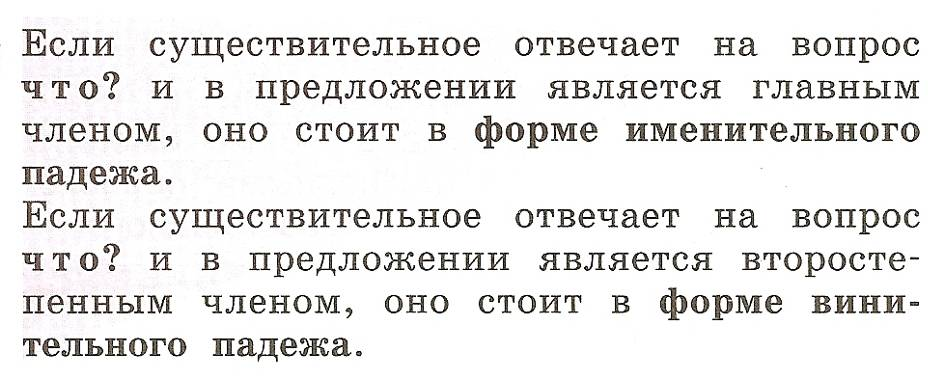 Если существительное отвечает на вопрос
что? и в предложении является главным
членом, оно стоит в форме именительного
падежа.
Если существительное отвечает на вопрос
что? и в предложении является второсте-
пенным членом, оно стоит в форме вини-
тельного падежа.